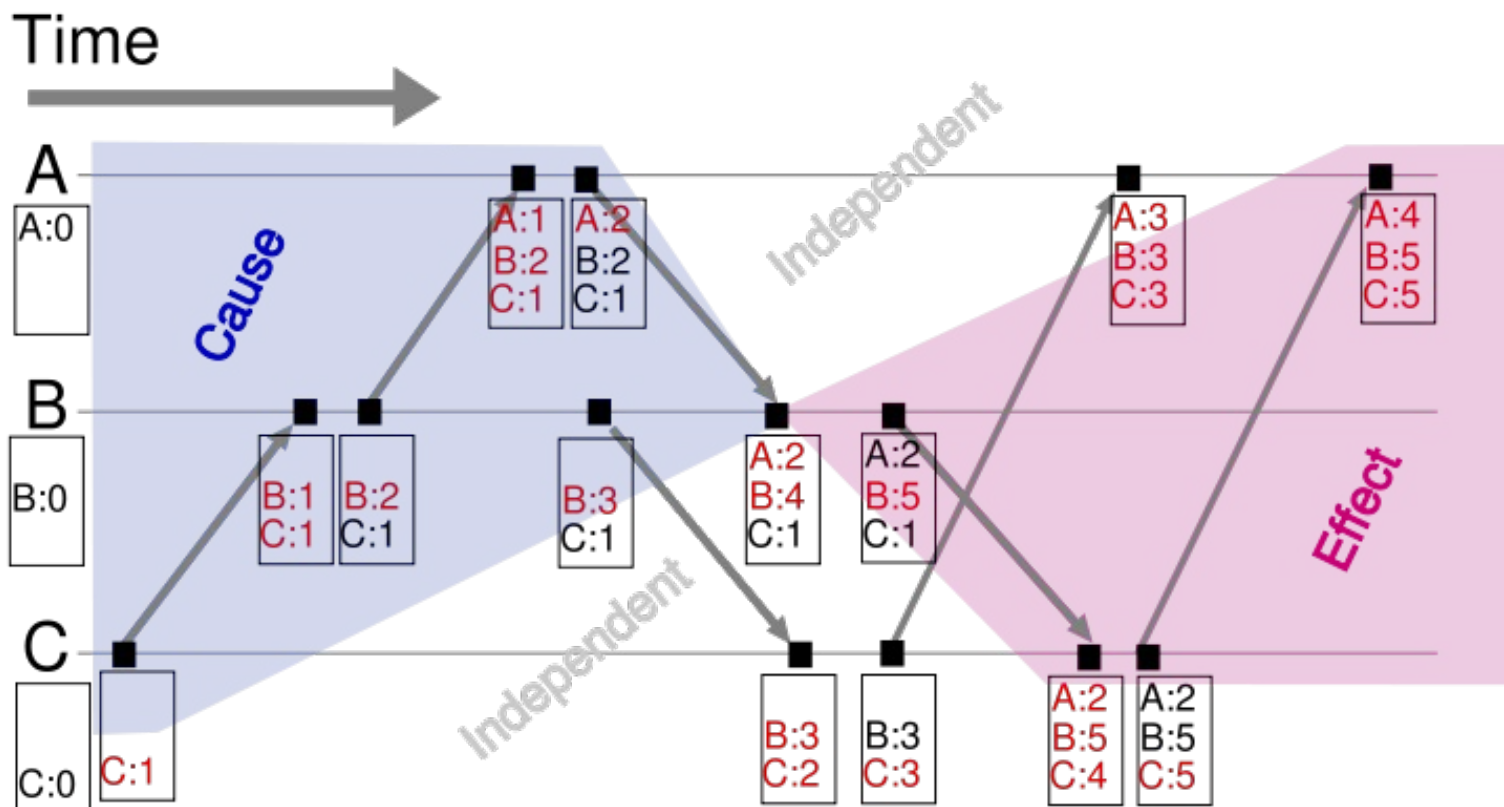 Time
Independent
A
A:0
Cause
A:1
B:2
C:1
A:2
B:2
C:1
A:3
B:3
C:3
A:4
B:5
C:5
B
B:0
B:1
C:1
B:2
C:1
B:3
C:1
A:2
B:4
C:1
A:2
B:5
C:1
Effect
Independent
C
C:0
C:1
B:3
C:2
B:3
C:3
A:2
B:5
C:4
A:2
B:5
C:5